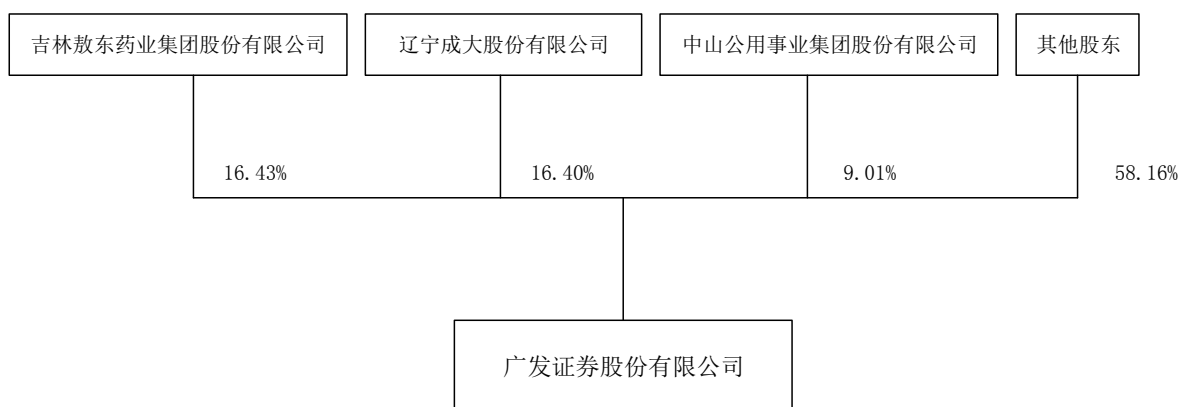 吉林敖东药业集团股份有限公司
辽宁成大股份有限公司
中山公用事业集团股份有限公司
其他股东
16.43%
16.40%
9.01%
58.16%
广发证券股份有限公司